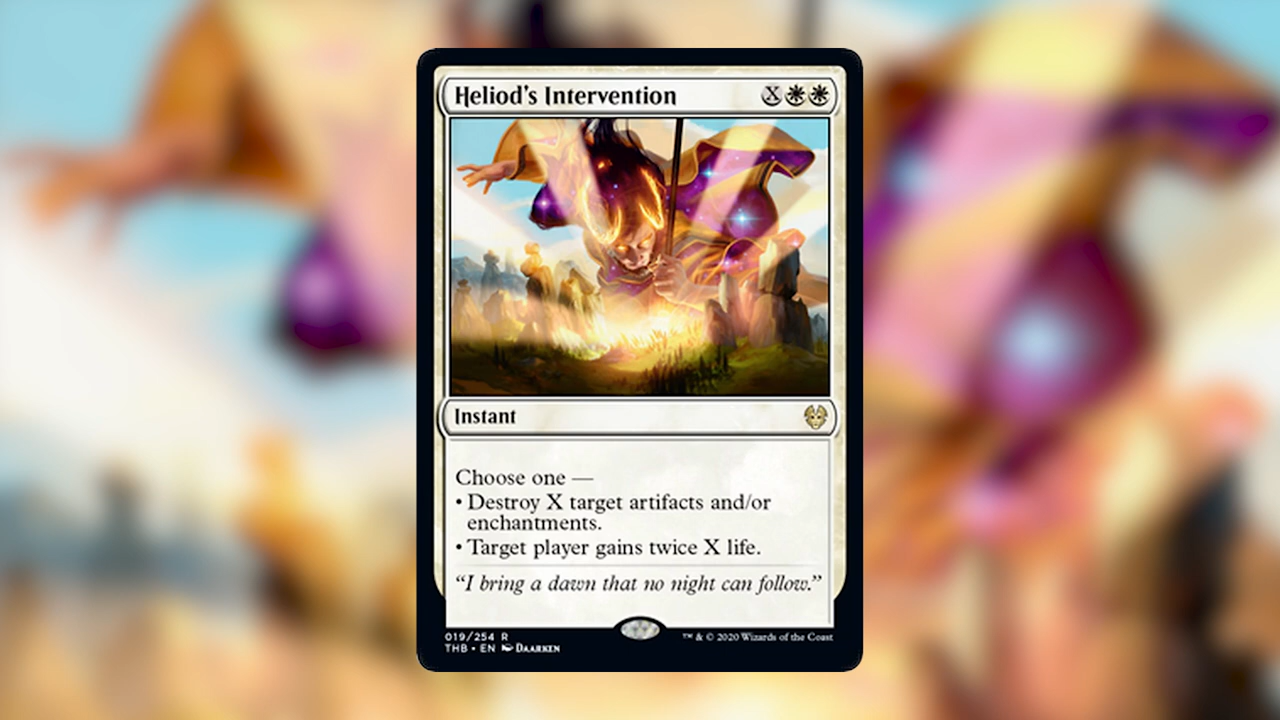 Heliod's Intervention X
Instant
Choose one —
• Destroy X target artifacts and/or
enchantments.
• Target player gains twice X life.
“I bring a dawn that no night can follow.”
019/254 R
THB • EN DAARKEN
™ & © 2020 Wizards of the Coast